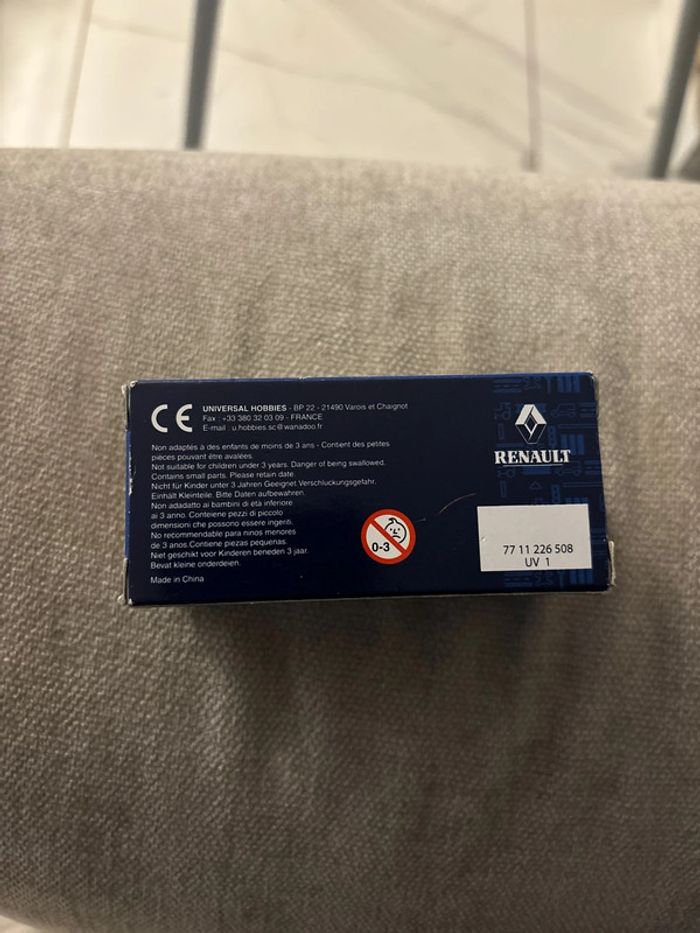 CE
UNIVERSAL HOBBIES - BP 22 - 21490 Varois et Chaignot
Fax : +33 380 32 03 09 - FRANCE
E-mail : u.hobbies.sc@wanadoo.fr
Non adaptés à des enfants de moins de 3 ans - Contient des petites
pièces pouvant être avalées.
Not suitable for children under 3 years. Danger of being swallowed.
Contains small parts. Please retain date.
Nicht für Kinder unter 3 Jahren Geeignet Verschluckungsgefahr.
Einhält Kleinteile. Bitte Daten aufbewahren.
Non adadatto ai bambini di età inferiore
ai 3 anno. Conteiene pezzi di piccolo
dimensioni che possono essere ingeriti.
No recommendable para ninos menores
de 3 anos.Contiene piezas pequenas.
Niet geschikt voor Kinderen beneden 3 jaar.
Bevat kleine onderdeien.
Made in China
0-3
RENAULT
77 11 226 508
UV 1